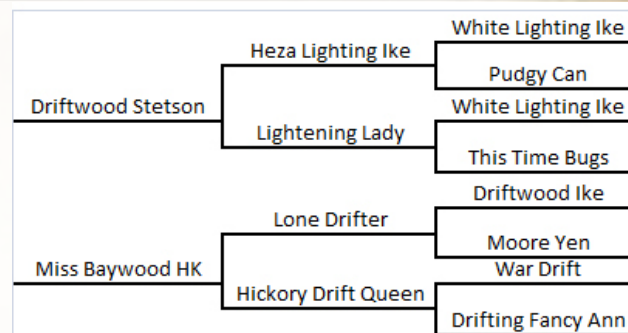 White Lighting Ike
Heza Lighting Ike
Pudgy Can
Driftwood Stetson
White Lighting Ike
Lightening Lady
This Time Bugs
Driftwood Ike
Lone Drifter
Moore Yen
Miss Baywood HK
War Drift
Hickory Drift Queen
Drifting Fancy Ann